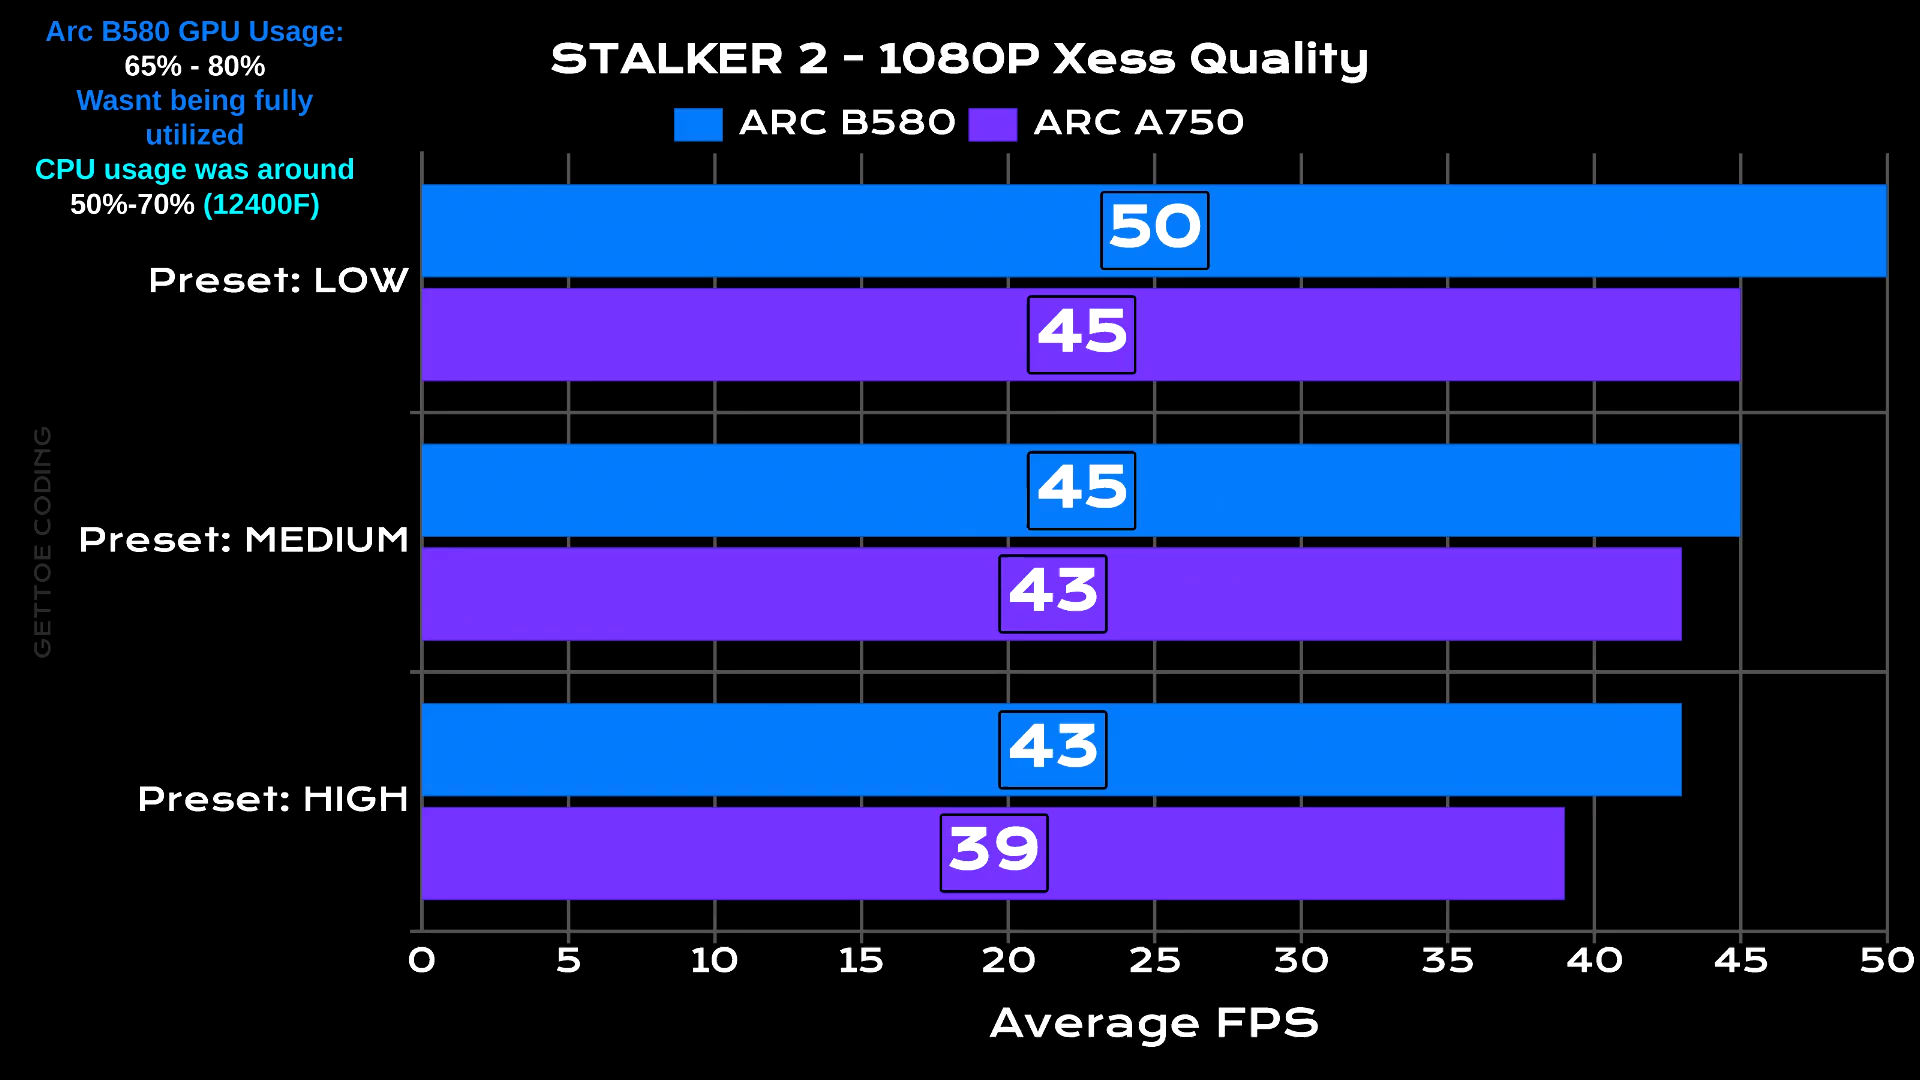 Arc B580 GPU Usage:
65% - 80%
Wasnt being fully
utilized
CPU usage was around
50%-70% (12400F)
STALKER 2 - 1080P Xess Quality
ARC B580 ARC A750
Preset: LOW
50
45
Preset: MEDIUM
45
43
Preset: HIGH
43
39
0 5 10 15 20 25 30 35 40 45 50
Average FPS
GETTOE CODING